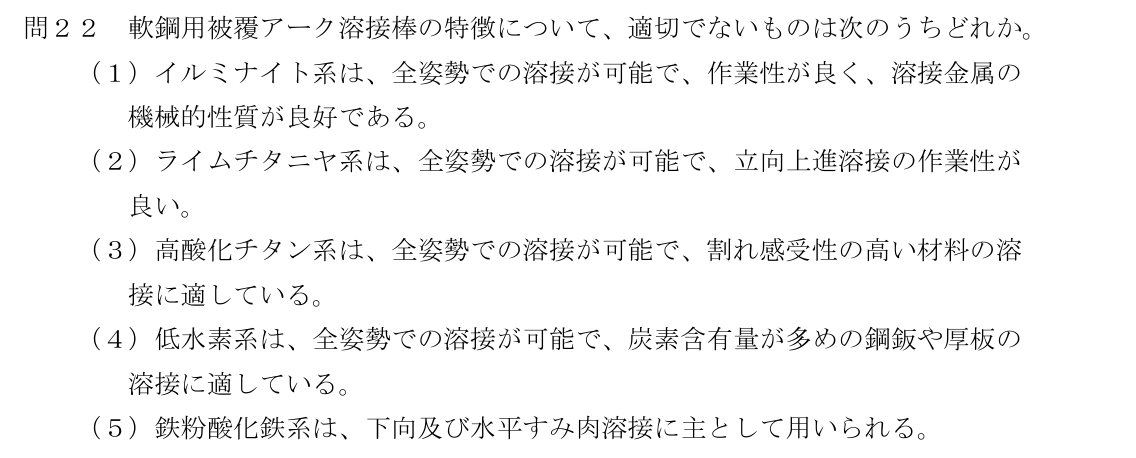 問２２　軟鋼用被覆アーク溶接棒の特徴について、適切でないものは次のうちどれか。
（１）イルミナイト系は、全姿勢での溶接が可能で、作業性が良く、溶接金属の
機械的性質が良好である。
（２）ライムチタニヤ系は、全姿勢での溶接が可能で、立向上進溶接の作業性が
良い。
（３）高酸化チタン系は、全姿勢での溶接が可能で、割れ感受性の高い材料の溶
接に適している。
（４）低水素系は、全姿勢での溶接が可能で、炭素含有量が多めの鋼鈑や厚板の
溶接に適している。
（５）鉄粉酸化鉄系は、下向及び水平すみ肉溶接に主として用いられる。